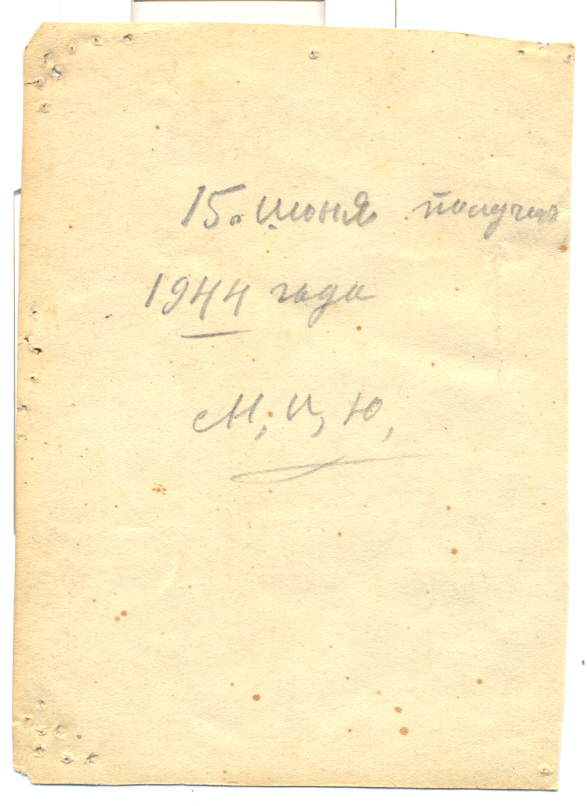 15. июня получил
1944 года
М, И, Ю,